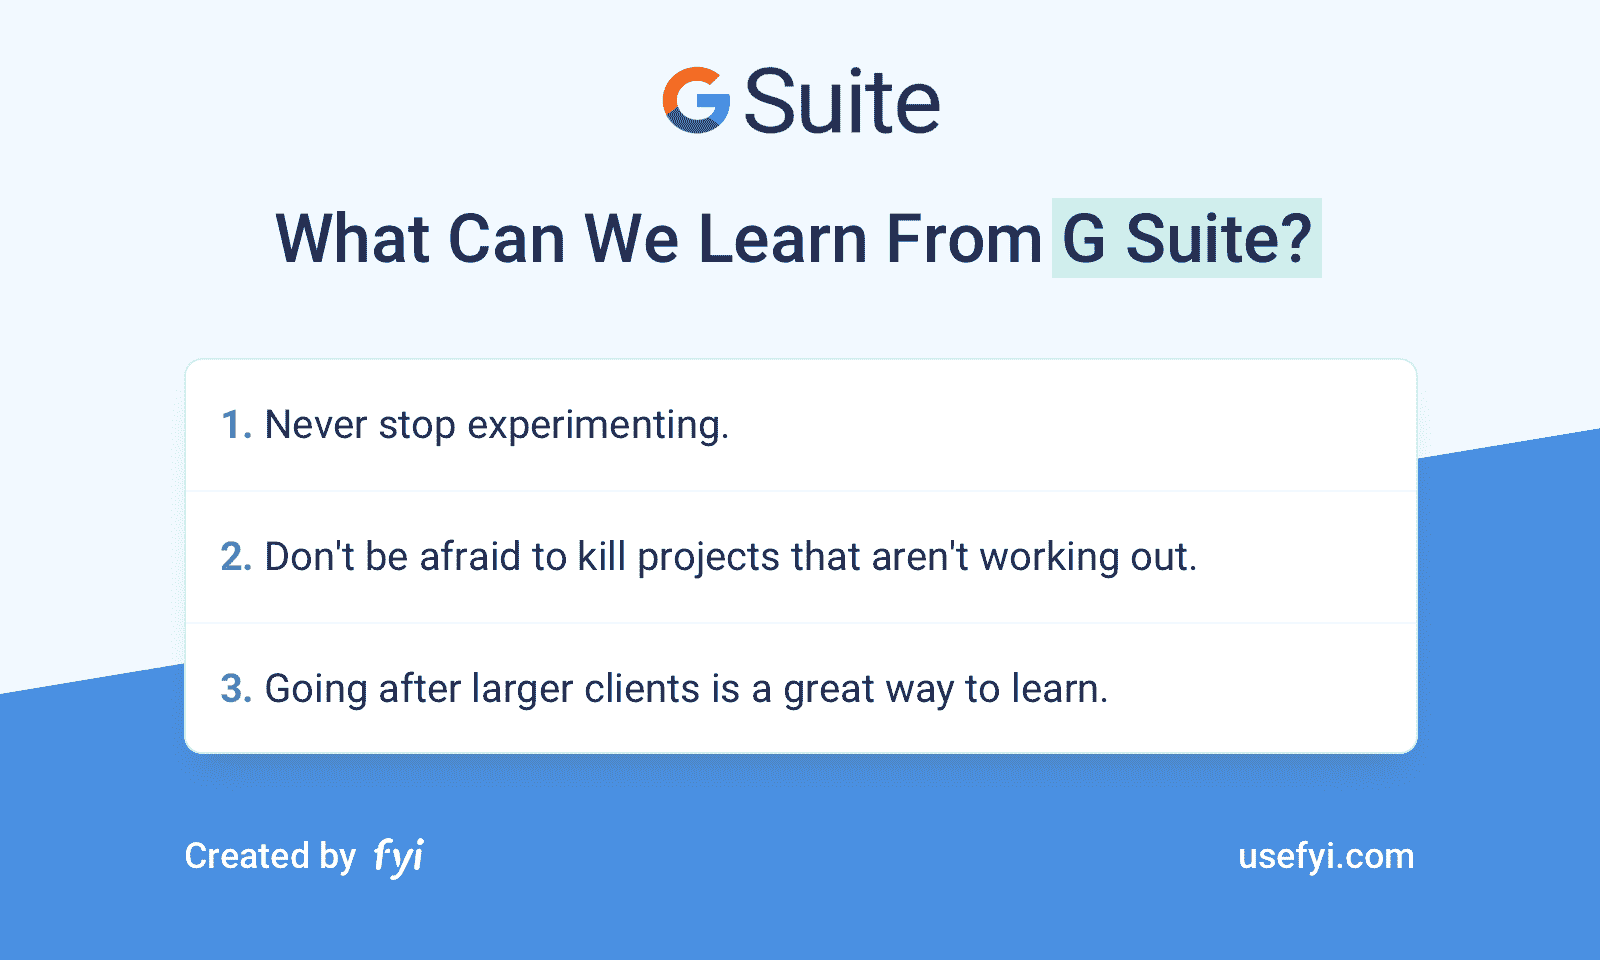 G Suite
What Can We Learn From G Suite?
1. Never stop experimenting.
2. Don't be afraid to kill projects that aren't working out.
3. Going after larger clients is a great way to learn.
Created by fyi
usefyi.com